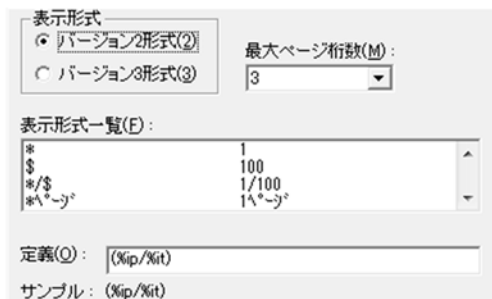 表示形式
バージョン2形式(2)
バージョン3形式(3)
最大ページ桁数(M):
3
表示形式一覧(F):
* 1
$ 100
*/$ 1/100
*ﾍﾟｰｼﾞ 1ﾍﾟｰｼﾞ
定義(O): (%ip/%it)
サンプル: (%ip/%it)